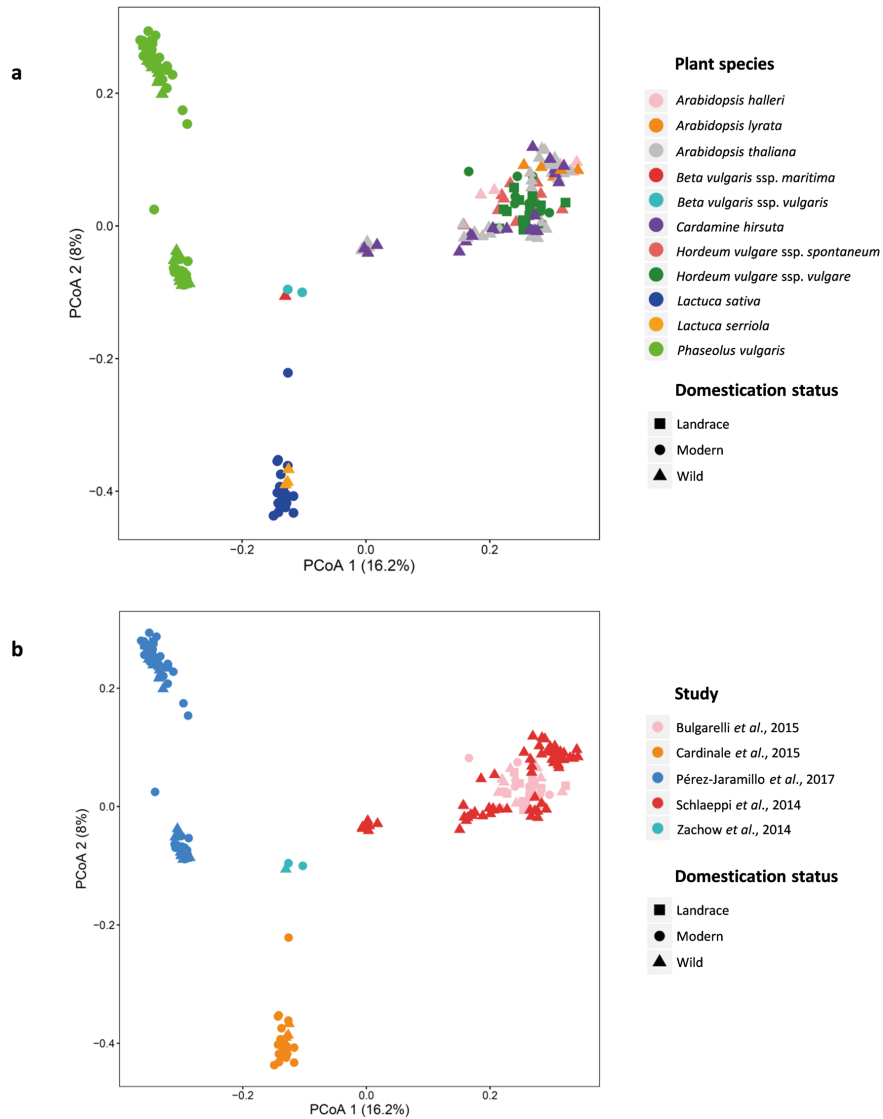 a
0.2
0.0
−0.2
−0.4
PCoA 2 (8%)
−0.2
0.0
0.2
PCoA 1 (16.2%)
Plant species
Arabidopsis halleri
Arabidopsis lyrata
Arabidopsis thaliana
Beta vulgaris ssp. maritima
Beta vulgaris ssp. vulgaris
Cardamine hirsuta
Hordeum vulgare ssp. spontaneum
Hordeum vulgare ssp. vulgare
Lactuca sativa
Lactuca serriola
Phaseolus vulgaris
Domestication status
Landrace
Modern
Wild
b
0.2
0.0
−0.2
−0.4
PCoA 2 (8%)
−0.2
0.0
0.2
PCoA 1 (16.2%)
Study
Bulgarelli et al., 2015
Cardinale et al., 2015
Pérez-Jaramillo et al., 2017
Schlaeppi et al., 2014
Zachow et al., 2014
Domestication status
Landrace
Modern
Wild